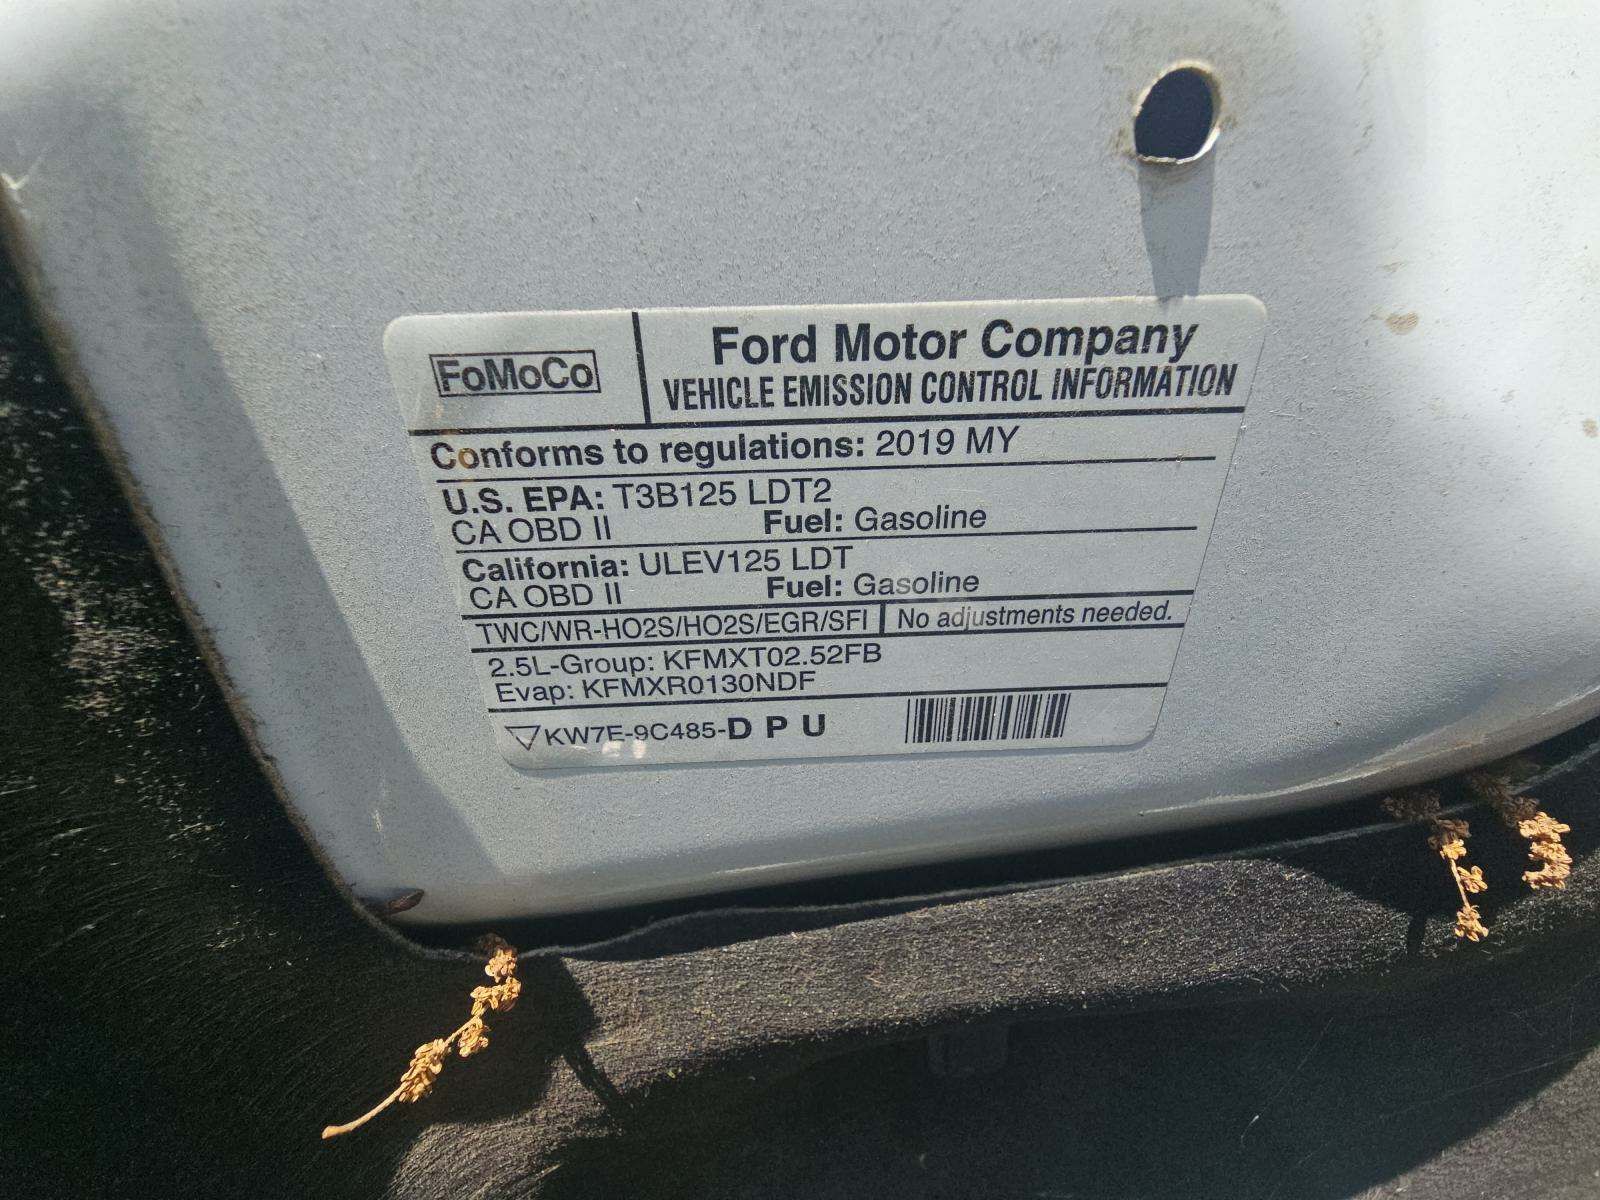 FoMoCo
Ford Motor Company
VEHICLE EMISSION CONTROL INFORMATION
Conforms to regulations: 2019 MY
U.S. EPA: T3B125 LDT2
CA OBD II Fuel: Gasoline
California: ULEV125 LDT
CA OBD II Fuel: Gasoline
TWC/WR-HO2S/HO2S/EGR/SFI No adjustments needed.
2.5L-Group: KFMXT02.52FB
Evap: KFMXR0130NDF
KW7E-9C485-DPU